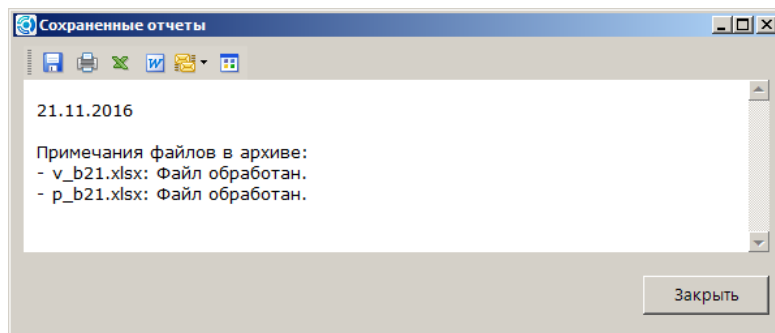 Сохраненные отчеты
21.11.2016
Примечания файлов в архиве:
- v_b21.xlsx: Файл обработан.
- p_b21.xlsx: Файл обработан.
Закрыть